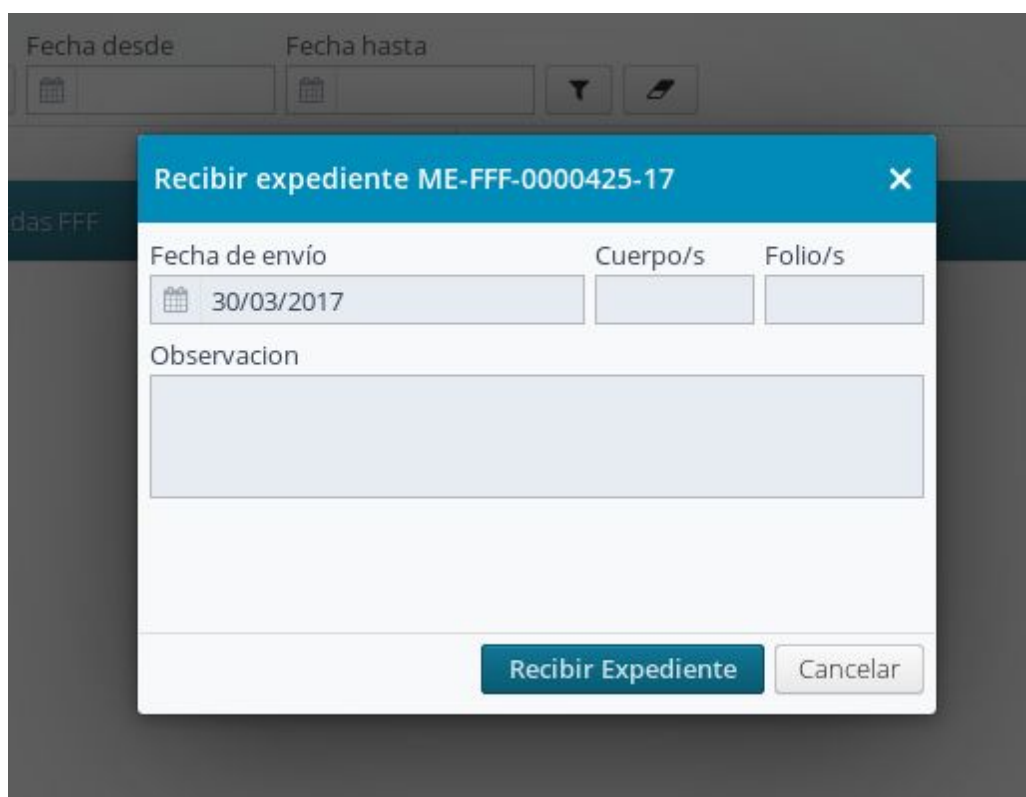 Fecha desde Fecha hasta
Recibir expediente ME-FFF-0000425-17
das FFF
Fecha de envío Cuerpo/s Folio/s
30/03/2017
Observacion
Recibir Expediente Cancelar